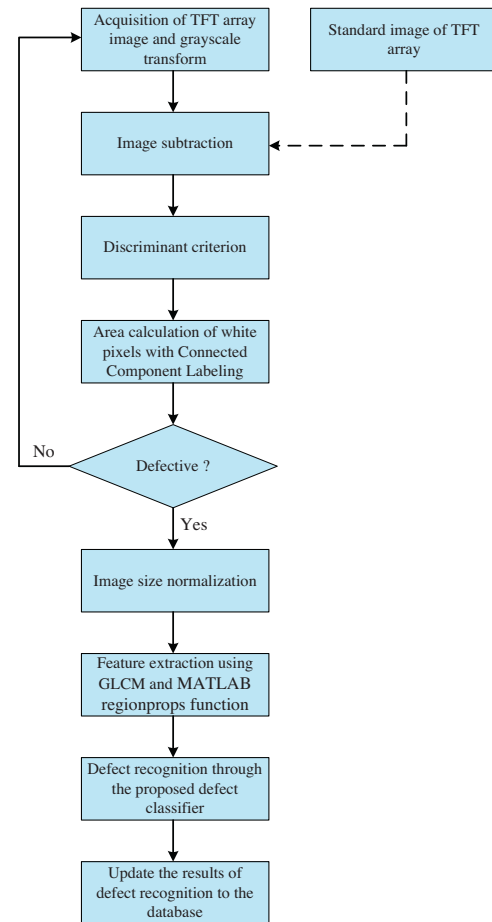 Acquisition of TFT array
image and grayscale
transform
Standard image of TFT
array
Image subtraction
Discriminant criterion
Area calculation of white
pixels with Connected
Component Labeling
No
Defective ?
Yes
Image size normalization
Feature extraction using
GLCM and MATLAB
regionprops function
Defect recognition through
the proposed defect
classifier
Update the results of
defect recognition to the
database